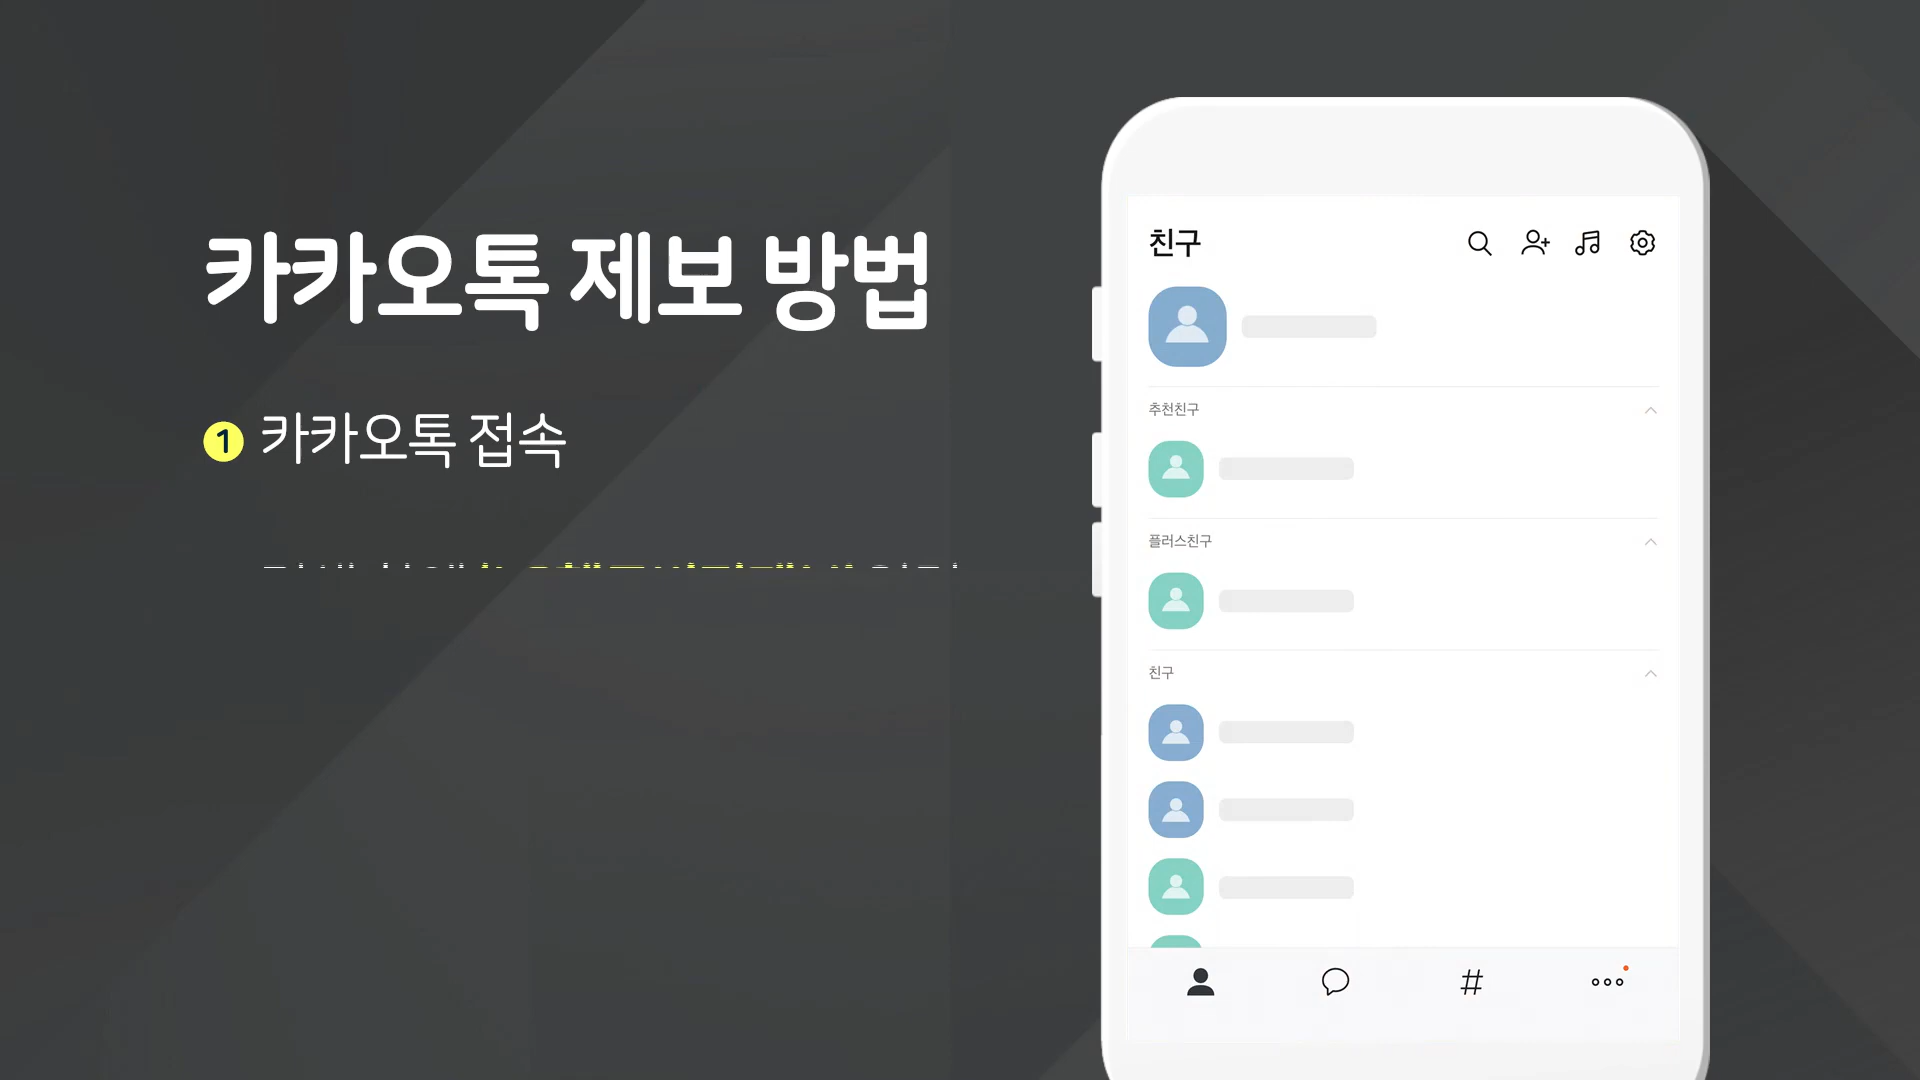 카카오톡 제보 방법
1 카카오톡 접속
친구
추천친구
플러스친구
친구